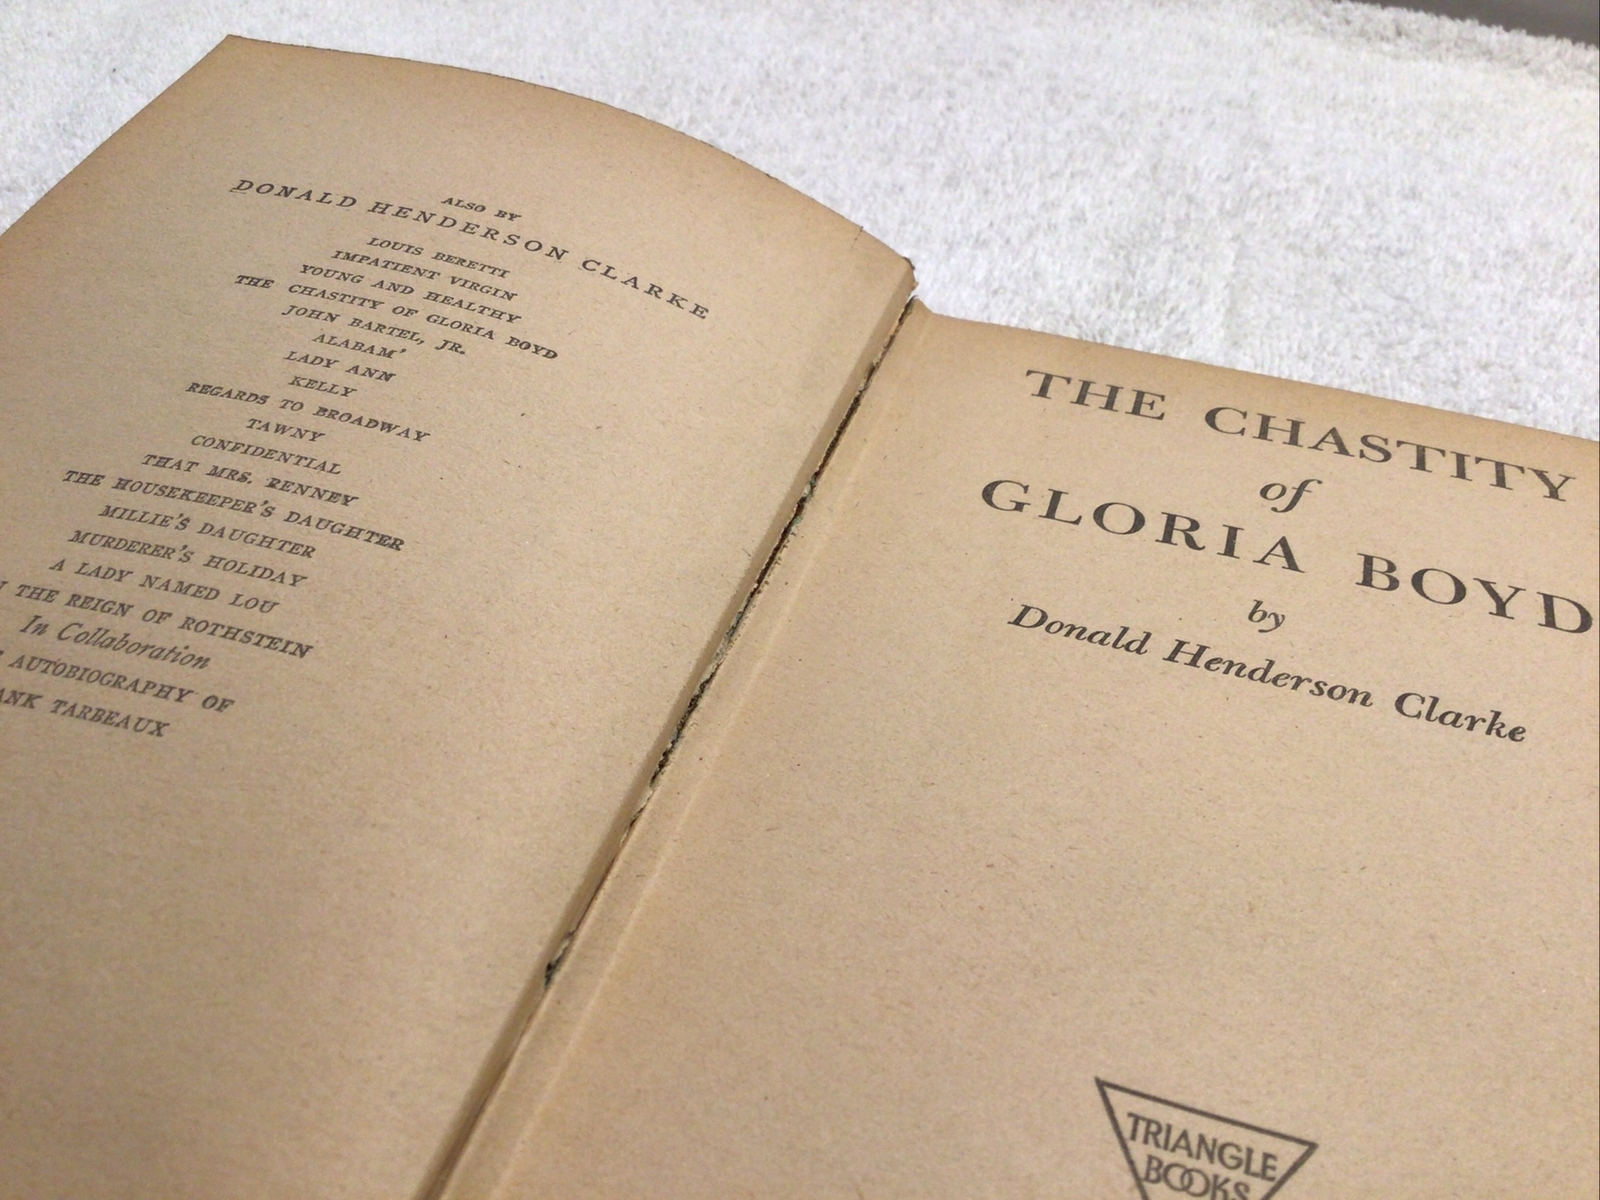 ALSO BY
DONALD HENDERSON CLARKE
LOUIS BERETTI
IMPATIENT VIRGIN
YOUNG AND HEALTHY
THE CHASTITY OF GLORIA BOYD
JOHN BARTEL, JR.
ALABAM'
LADY ANN
KELLY
REGARDS TO BROADWAY
TAWNY
CONFIDENTIAL
THAT MRS. RENNEY
THE HOUSEKEEPER'S DAUGHTER
MILLIE'S DAUGHTER
MURDERER'S HOLIDAY
A LADY NAMED LOU
THE REIGN OF ROTHSTEIN
In Collaboration
AUTOBIOGRAPHY OF
TARBEAUX
THE CHASTITY
of
GLORIA BOYD
by
Donald Henderson Clarke
TRIANGLE
BOOKS